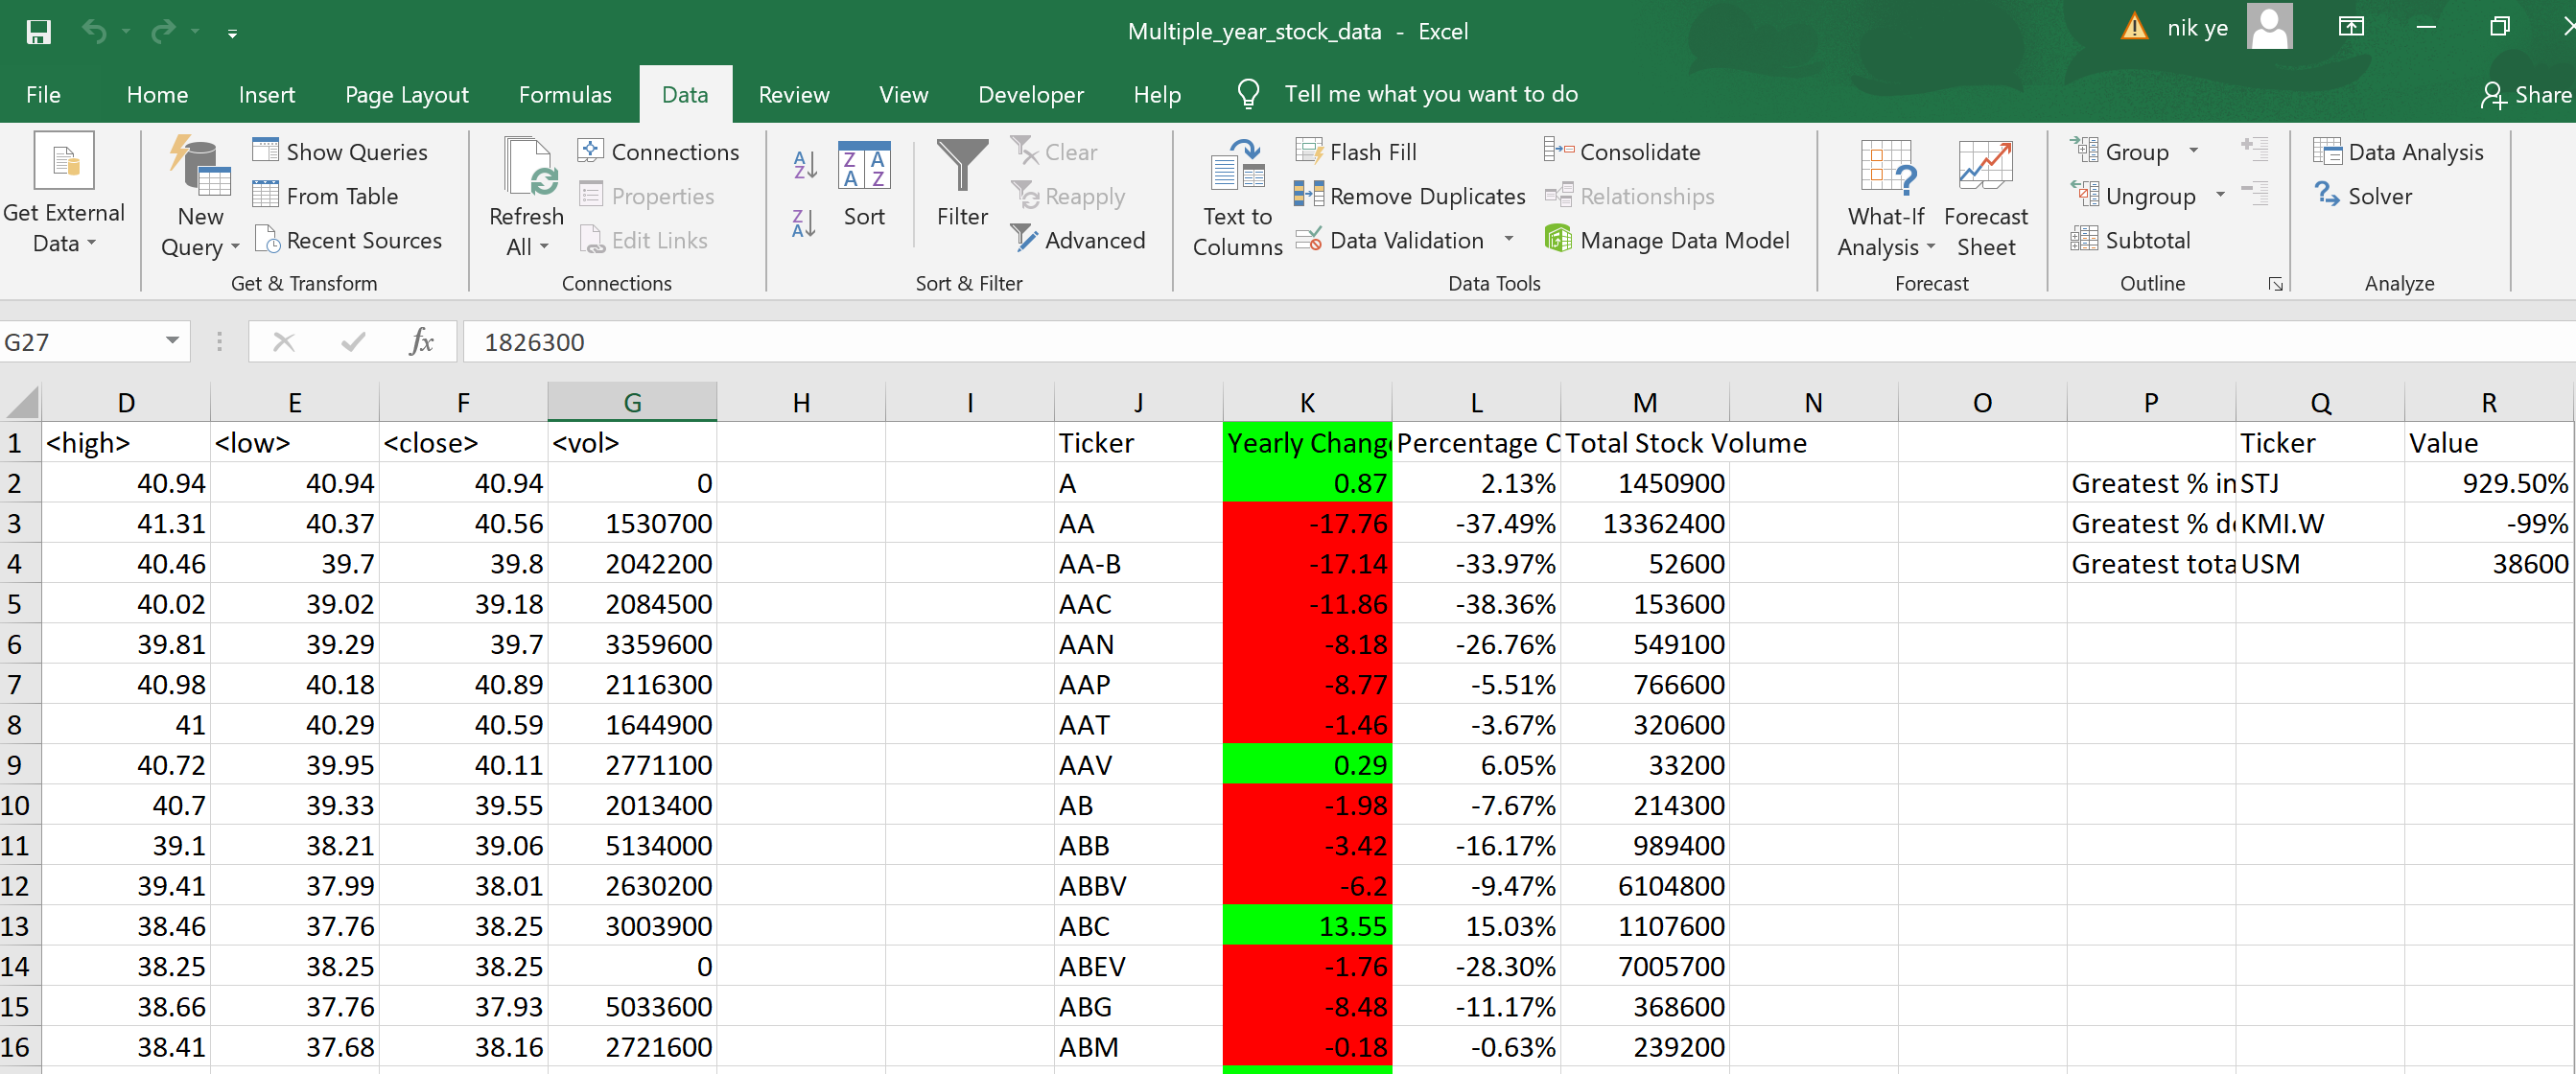 Multiple_year_stock_data - Excel
nik ye
File Home Insert Page Layout Formulas Data Review View Developer Help Tell me what you want to do Share
Get External Data
New Query
Show Queries
From Table
Recent Sources
Get & Transform
Refresh All
Connections
Properties
Edit Links
Connections
Sort
Filter
Clear
Reapply
Advanced
Sort & Filter
Text to Columns
Flash Fill
Remove Duplicates
Data Validation
Consolidate
Relationships
Manage Data Model
Data Tools
What-If Analysis
Forecast Sheet
Forecast
Group
Ungroup
Subtotal
Outline
Data Analysis
Solver
Analyze
G27 fx 1826300
D E F G H I J K L M N O P Q R
1 <high> <low> <close> <vol> Ticker Yearly Change Percentage C Total Stock Volume Ticker Value
2 40.94 40.94 40.94 0 A 0.87 2.13% 1450900 Greatest % in STJ 929.50%
3 41.31 40.37 40.56 1530700 AA -17.76 -37.49% 13362400 Greatest % de KMI.W -99%
4 40.46 39.7 39.8 2042200 AA-B -17.14 -33.97% 52600 Greatest tota USM 38600
5 40.02 39.02 39.18 2084500 AAC -11.86 -38.36% 153600
6 39.81 39.29 39.7 3359600 AAN -8.18 -26.76% 549100
7 40.98 40.18 40.89 2116300 AAP -8.77 -5.51% 766600
8 41 40.29 40.59 1644900 AAT -1.46 -3.67% 320600
9 40.72 39.95 40.11 2771100 AAV 0.29 6.05% 33200
10 40.7 39.33 39.55 2013400 AB -1.98 -7.67% 214300
11 39.1 38.21 39.06 5134000 ABB -3.42 -16.17% 989400
12 39.41 37.99 38.01 2630200 ABBV -6.2 -9.47% 6104800
13 38.46 37.76 38.25 3003900 ABC 13.55 15.03% 1107600
14 38.25 38.25 38.25 0 ABEV -1.76 -28.30% 7005700
15 38.66 37.76 37.93 5033600 ABG -8.48 -11.17% 368600
16 38.41 37.68 38.16 2721600 ABM -0.18 -0.63% 239200